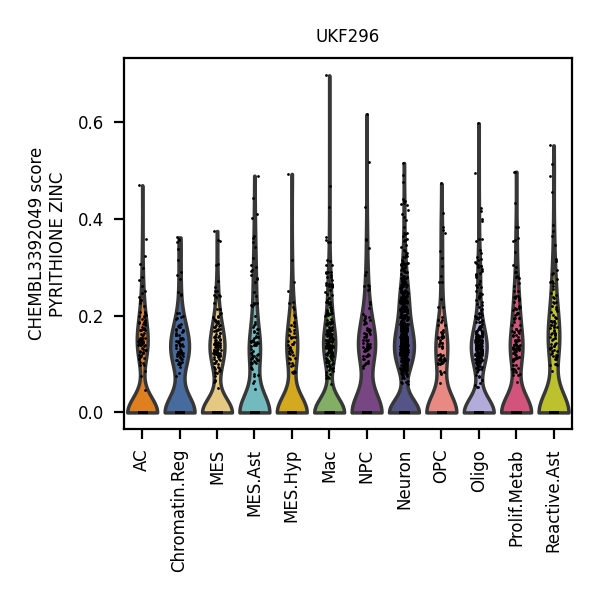 UKF296
CHEMBL3392049 score
PYRITHIONE ZINC
0.6
0.4
0.2
0.0
AC
Chromatin.Reg
MES
MES.Ast
MES.Hyp
Mac
NPC
Neuron
OPC
Oligo
Prolif.Metab
Reactive.Ast